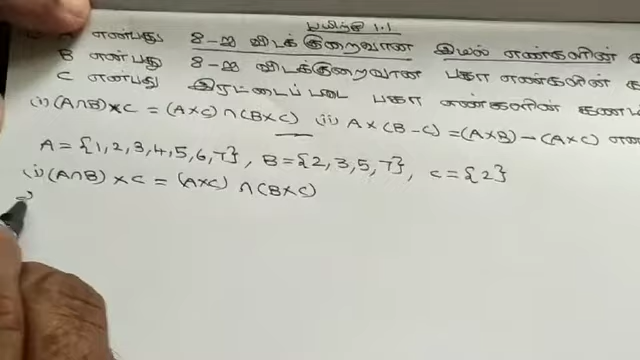 பயிற்சி 1.1
A என்பது 8-ஐ விடக் குறைவான இயல் எண்களின்
B என்பது 8-ஐ விடக்குறைவான பகா எண்களின்
C என்பது இரட்டைப் படை பகா எண்களின் கணம்
(i) (A∩B)×C = (A×C) ∩ (B×C) (ii) A×(B-C) = (A×B) - (A×C)
A = {1,2,3,4,5,6,7}, B = {2,3,5,7}, C = {2}
(i) (A∩B) ×C = (A×C) ∩ (B×C)